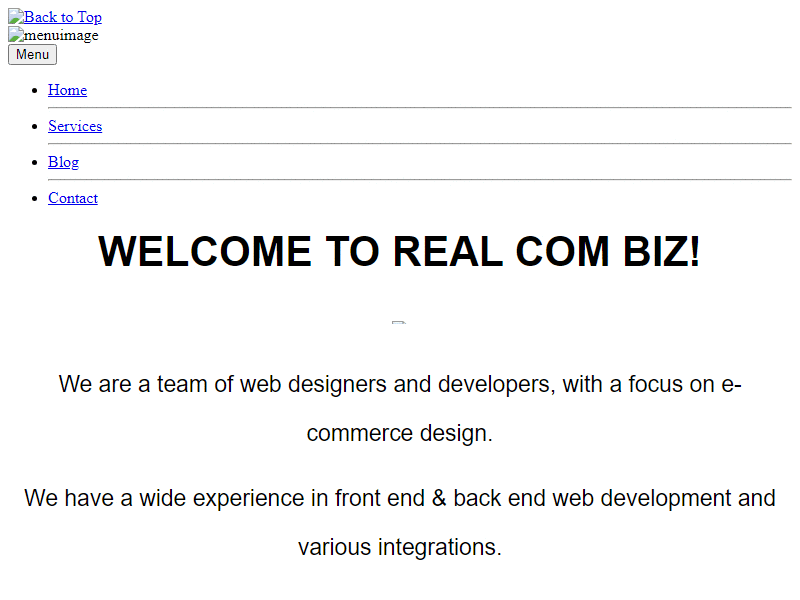 Back to Top
menuimage
Menu
Home
Services
Blog
Contact
WELCOME TO REAL COM BIZ!
We are a team of web designers and developers, with a focus on e-
commerce design.
We have a wide experience in front end & back end web development and
various integrations.